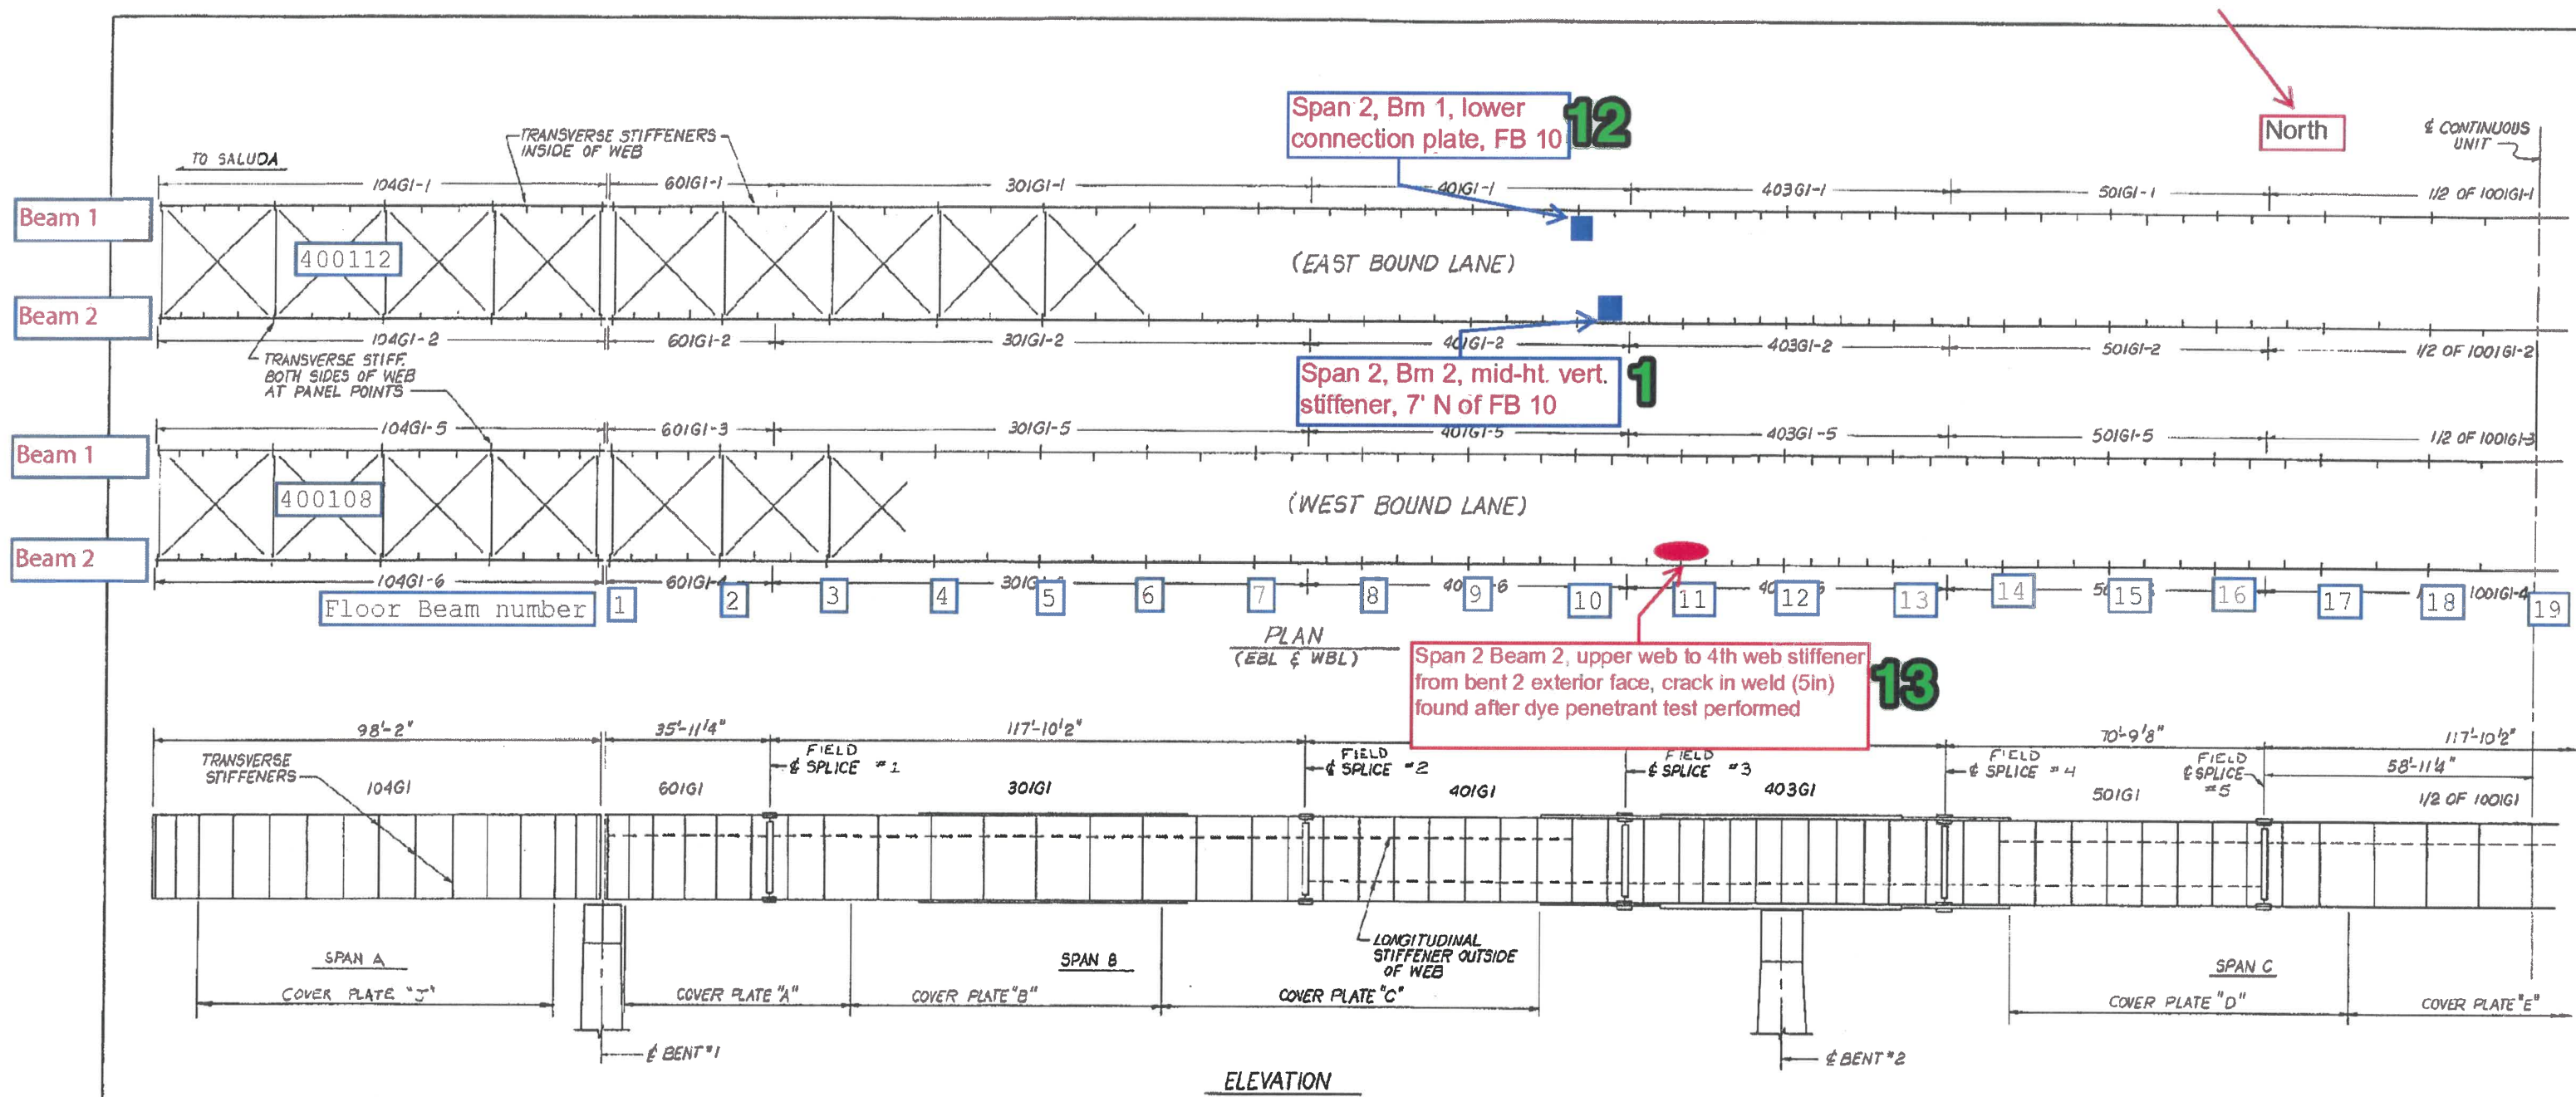 Span 2, Bm 1, lower
connection plate, FB 10
12
North
℄ CONTINUOUS
UNIT
TRANSVERSE STIFFENERS
INSIDE OF WEB
TO SALUDA
104G1-1
601G1-1
301G1-1
401G1-1
403G1-1
501G1-1
1/2 OF 1001G1-1
Beam 1
400112
(EAST BOUND LANE)
Beam 2
104G1-2
601G1-2
301G1-2
401G1-2
403G1-2
501G1-2
1/2 OF 1001G1-2
TRANSVERSE STIFF.
BOTH SIDES OF WEB
AT PANEL POINTS
Span 2, Bm 2, mid-ht. vert.
stiffener, 7' N of FB 10
1
104G1-5
601G1-3
301G1-5
401G1-5
403G1-5
501G1-5
1/2 OF 1001G1-3
Beam 1
400108
(WEST BOUND LANE)
Beam 2
104G1-6
601G1-4
1001G1-4
Floor Beam number
1
2
3
4
5
6
7
8
9
10
11
12
13
14
15
16
17
18
19
PLAN
(EBL & WBL)
Span 2 Beam 2, upper web to 4th web stiffener
from bent 2 exterior face, crack in weld (5in)
found after dye penetrant test performed
13
98'-2"
35'-11 1/4"
117'-10 1/2"
70'-9 1/8"
117'-10 1/2"
58'-11 1/4"
TRANSVERSE
STIFFENERS
FIELD
℄ SPLICE #1
FIELD
℄ SPLICE #2
FIELD
℄ SPLICE #3
FIELD
℄ SPLICE #4
FIELD
℄ SPLICE
#5
104G1
601G1
301G1
401G1
403G1
501G1
1/2 OF 1001G1
LONGITUDINAL
STIFFENER OUTSIDE
OF WEB
SPAN A
SPAN B
SPAN C
COVER PLATE "J"
COVER PLATE "A"
COVER PLATE "B"
COVER PLATE "C"
COVER PLATE "D"
COVER PLATE "E"
℄ BENT #1
℄ BENT #2
ELEVATION